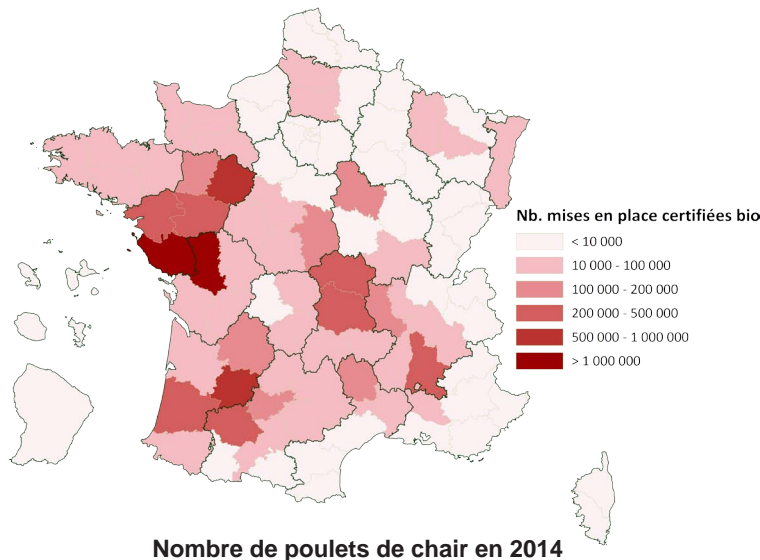 Nb. mises en place certifiées bio
< 10 000
10 000 - 100 000
100 000 - 200 000
200 000 - 500 000
500 000 - 1 000 000
> 1 000 000
Nombre de poulets de chair en 2014